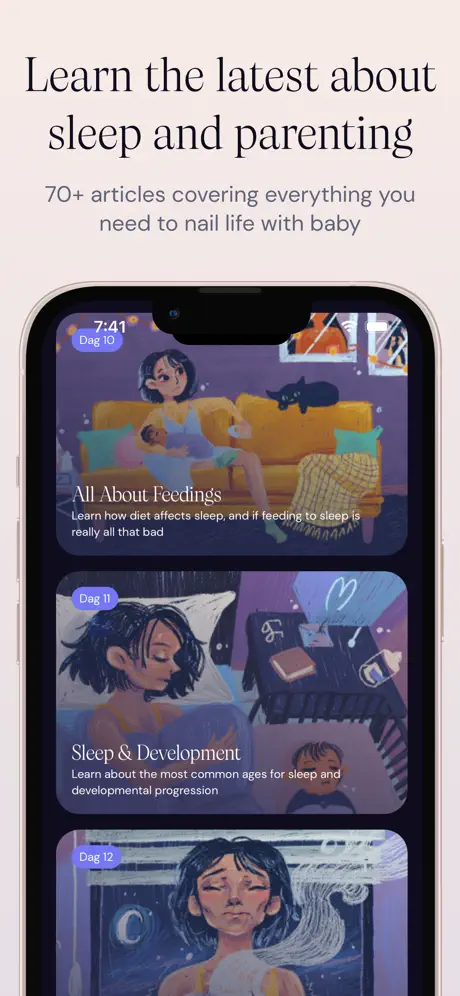 Learn the latest about
sleep and parenting
70+ articles covering everything you
need to nail life with baby
7:41
Dag 10
All About Feedings
Learn how diet affects sleep, and if feeding to sleep is
really all that bad
Dag 11
Sleep & Development
Learn about the most common ages for sleep and
developmental progression
Dag 12